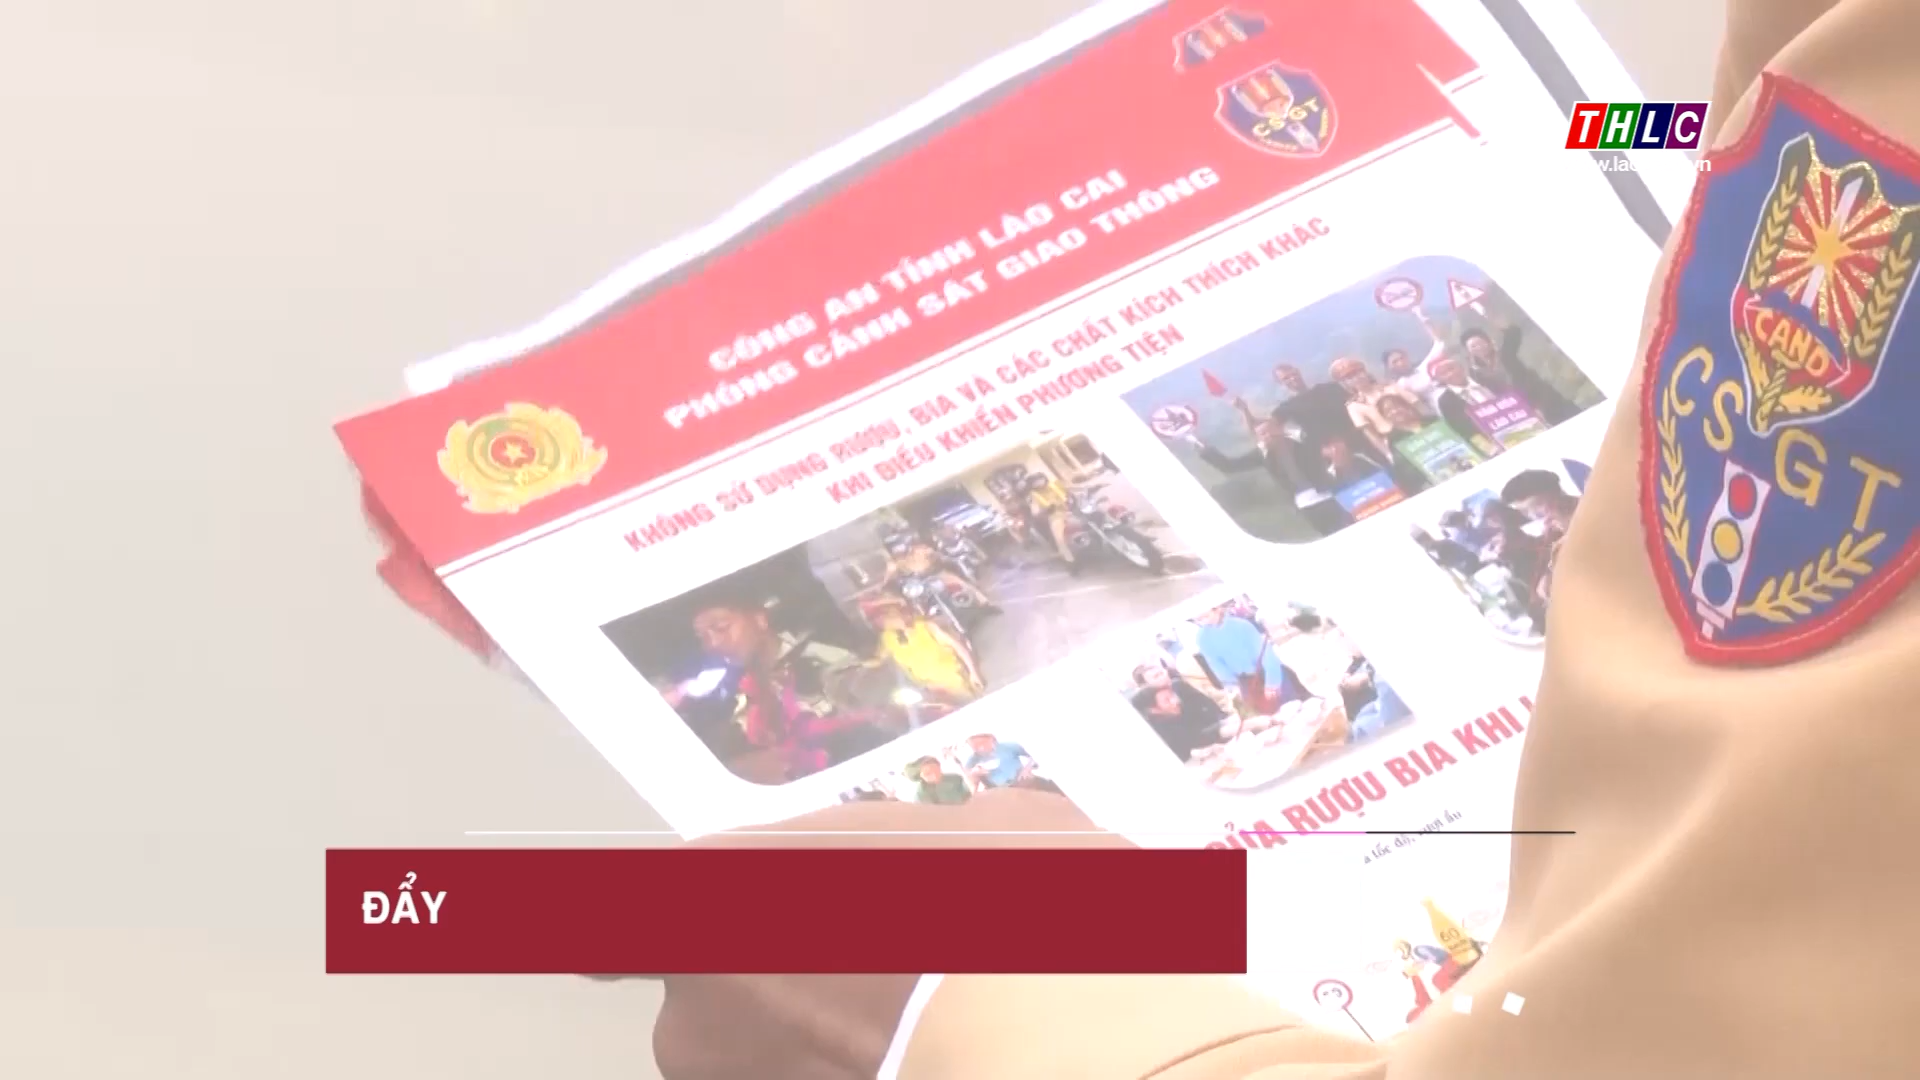 THLC
CSGT
CÔNG AN TỈNH LÀO CAI
PHÒNG CẢNH SÁT GIAO THÔNG
KHÔNG SỬ DỤNG RƯỢU, BIA VÀ CÁC CHẤT KÍCH THÍCH KHÁC
KHI ĐIỀU KHIỂN PHƯƠNG TIỆN
CAND
CSGT
CỦA RƯỢU BIA KHI
ĐẨY